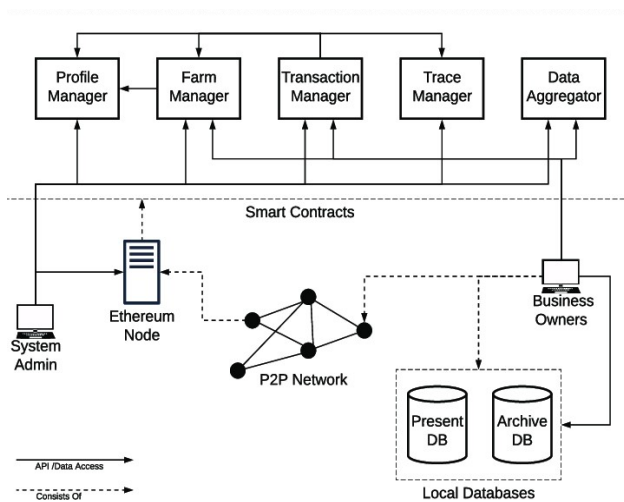 Profile
Manager
Farm
Manager
Transaction
Manager
Trace
Manager
Data
Aggregator
Smart Contracts
Ethereum
Node
System
Admin
P2P Network
Business
Owners
Present
DB
Archive
DB
Local Databases
API /Data Access
Consists Of